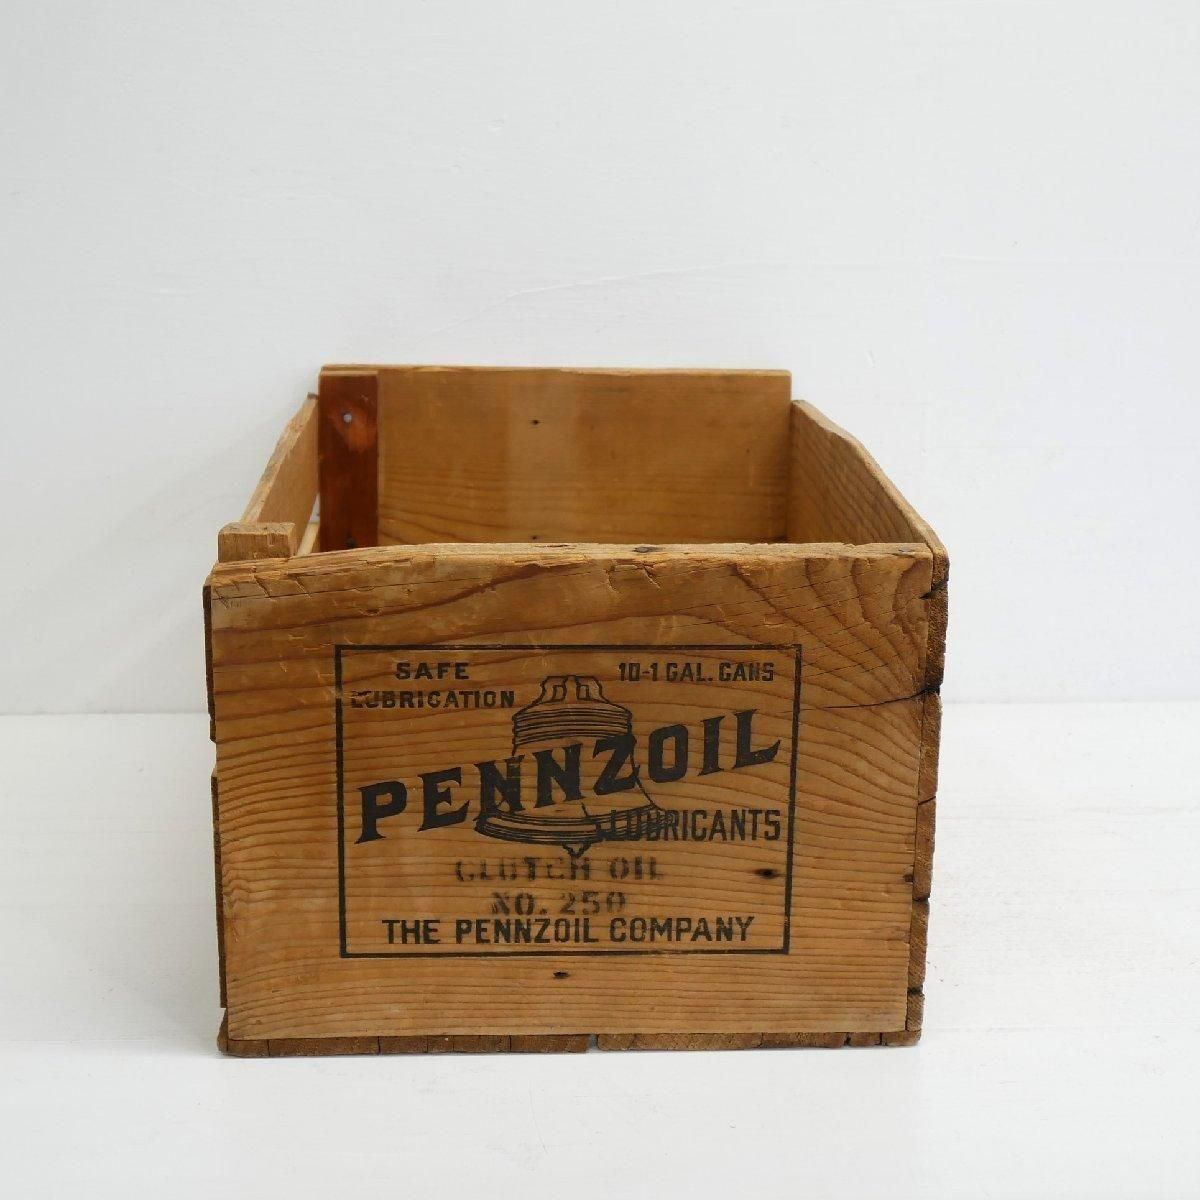 SAFE
LUBRICATION
10-1 GAL. CANS
PENNZOIL
LUBRICANTS
CLUTCH OIL
NO. 250
THE PENNZOIL COMPANY